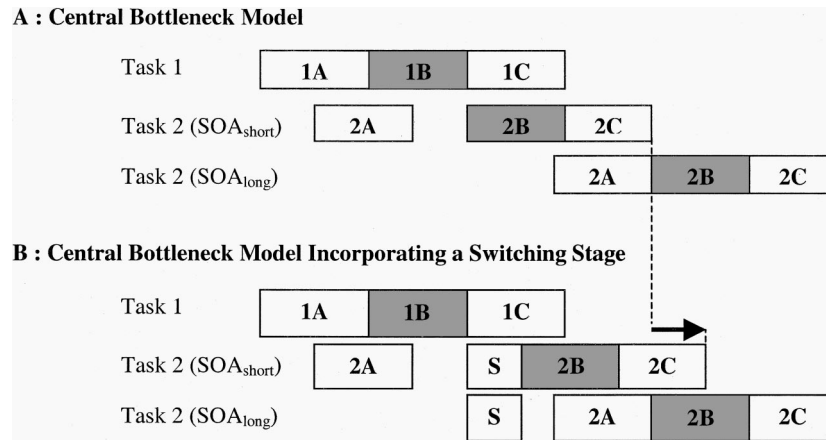 A : Central Bottleneck Model
Task 1 1A 1B 1C
Task 2 (SOAshort) 2A 2B 2C
Task 2 (SOAlong) 2A 2B 2C
B : Central Bottleneck Model Incorporating a Switching Stage
Task 1 1A 1B 1C
Task 2 (SOAshort) 2A S 2B 2C
Task 2 (SOAlong) S 2A 2B 2C